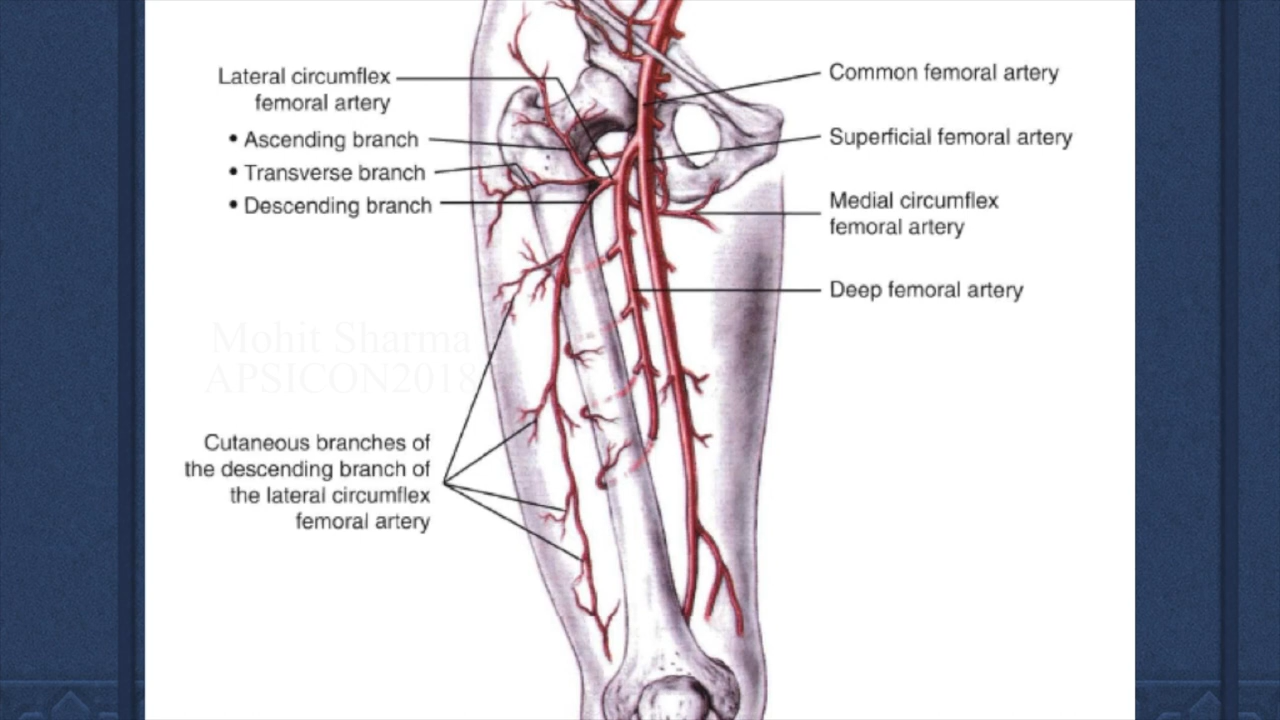 Lateral circumflex
femoral artery
• Ascending branch
• Transverse branch
• Descending branch
Common femoral artery
Superficial femoral artery
Medial circumflex
femoral artery
Deep femoral artery
Mohit Sharma
APSICON2018
Cutaneous branches of
the descending branch of
the lateral circumflex
femoral artery